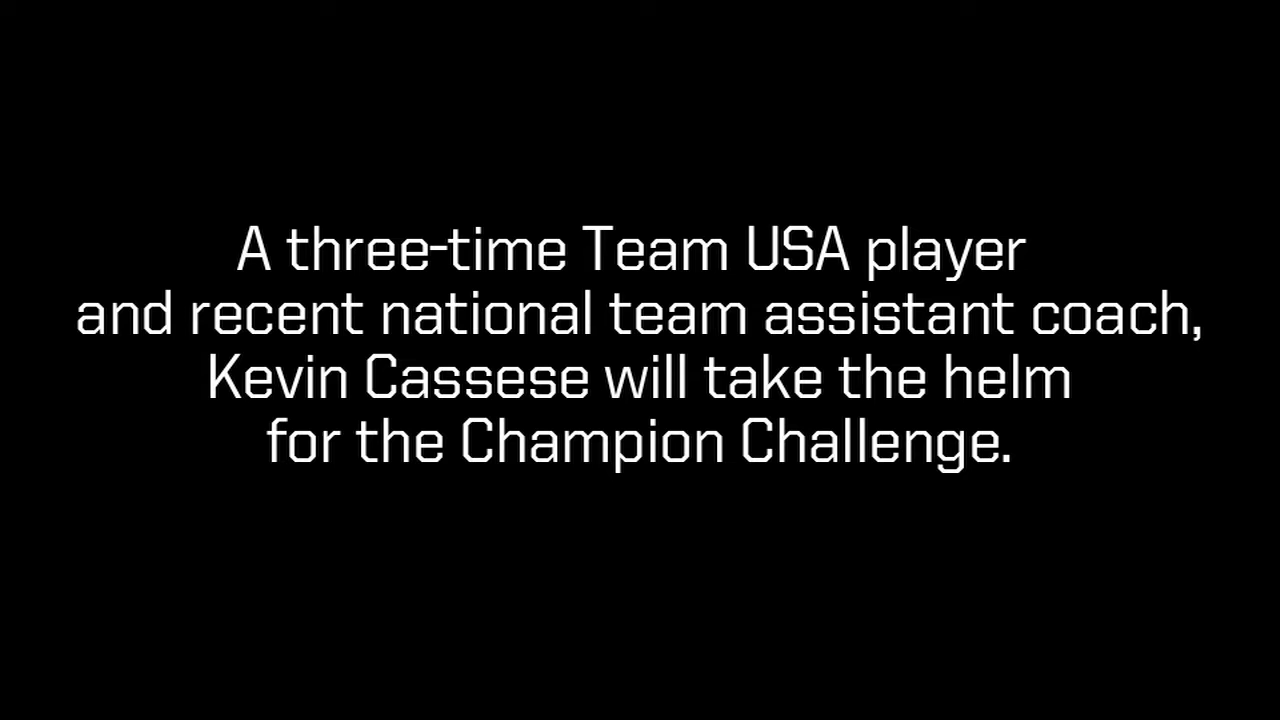 A three-time Team USA player
and recent national team assistant coach,
Kevin Cassese will take the helm
for the Champion Challenge.